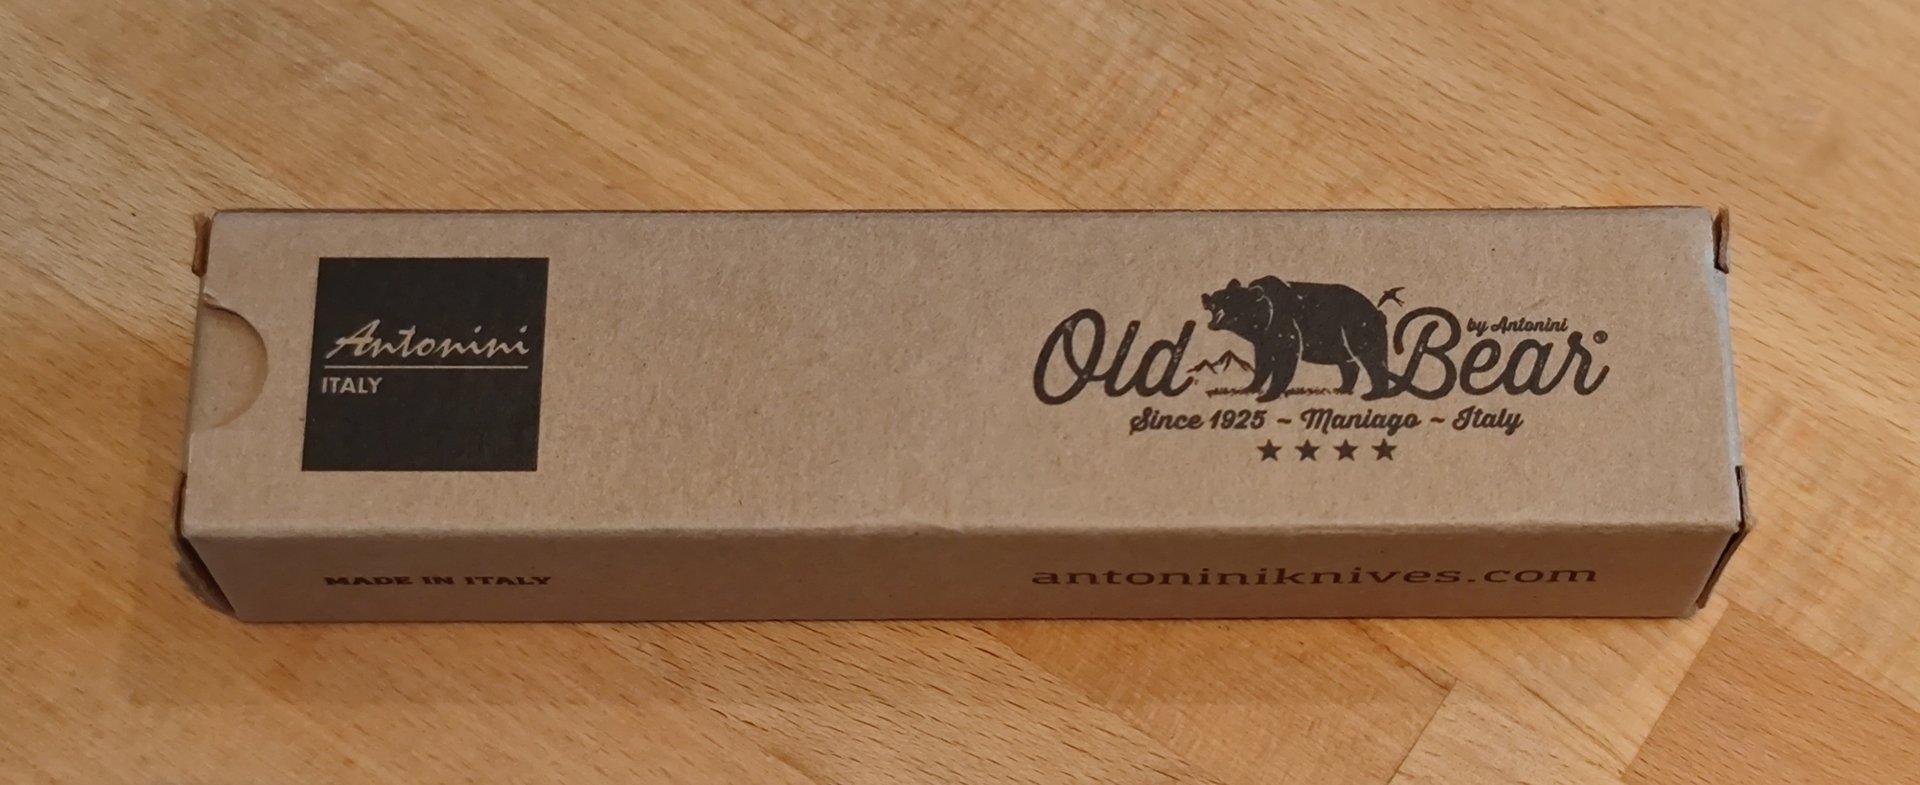 Antonini
ITALY
Old Bear®
by Antonini
Since 1925 ~ Maniago ~ Italy
MADE IN ITALY
antoniniknives.com